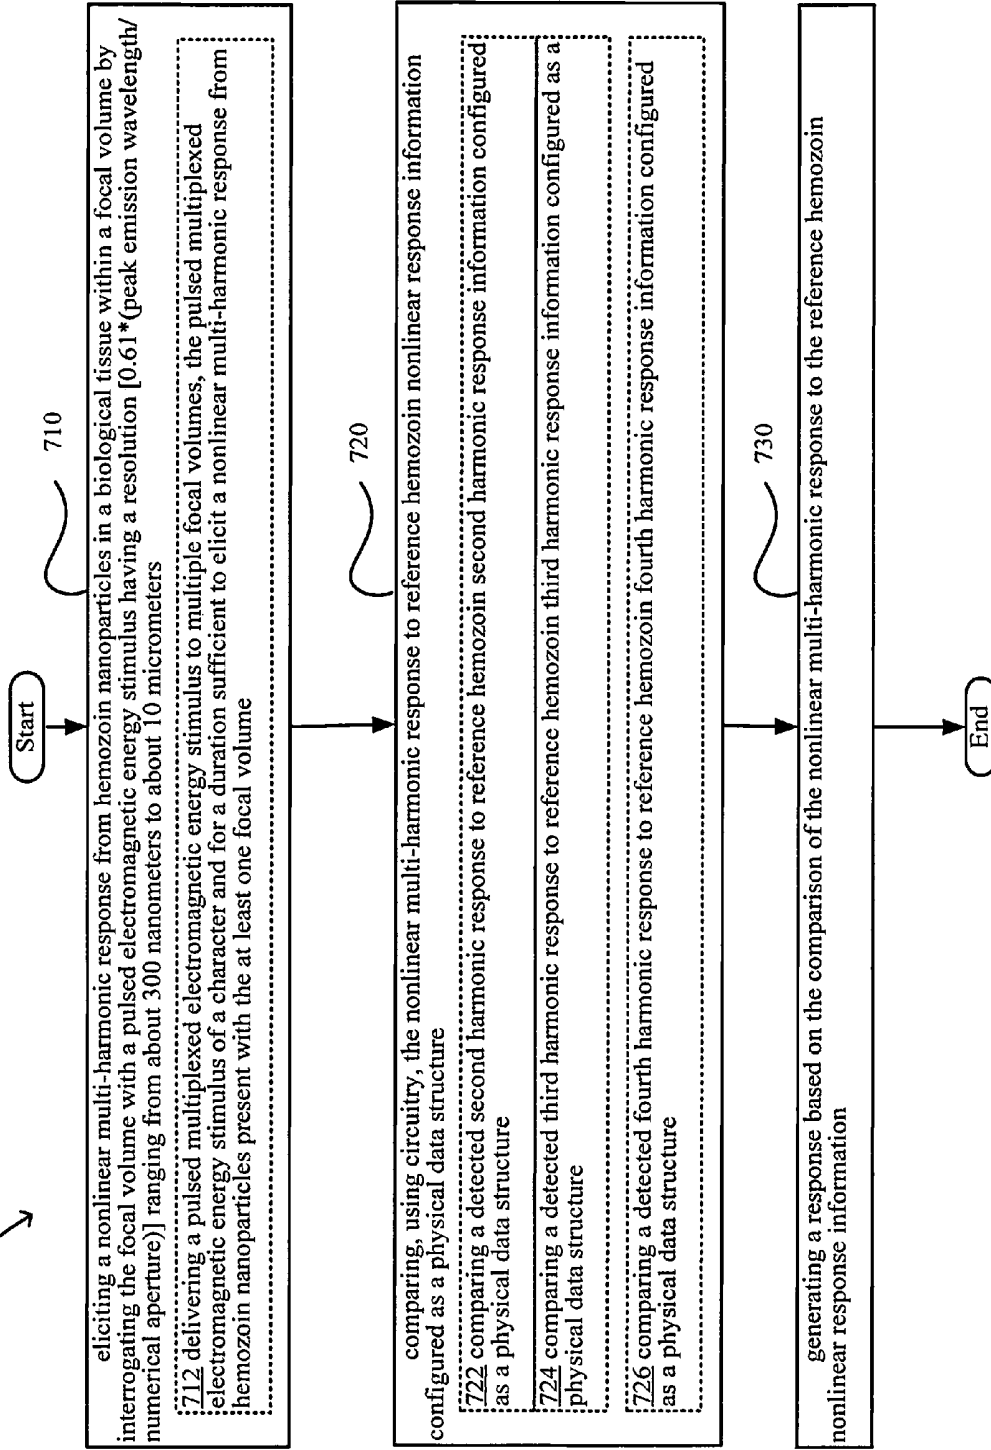 Start
710
eliciting a nonlinear multi-harmonic response from hemozoin nanoparticles in a biological tissue within a focal volume by
interrogating the focal volume with a pulsed electromagnetic energy stimulus having a resolution [0.61*(peak emission wavelength/
numerical aperture)] ranging from about 300 nanometers to about 10 micrometers
712 delivering a pulsed multiplexed electromagnetic energy stimulus to multiple focal volumes, the pulsed multiplexed
electromagnetic energy stimulus of a character and for a duration sufficient to elicit a nonlinear multi-harmonic response from
hemozoin nanoparticles present with the at least one focal volume
720
comparing, using circuitry, the nonlinear multi-harmonic response to reference hemozoin nonlinear response information
configured as a physical data structure
722 comparing a detected second harmonic response to reference hemozoin second harmonic response information configured
as a physical data structure
724 comparing a detected third harmonic response to reference hemozoin third harmonic response information configured as a
physical data structure
726 comparing a detected fourth harmonic response to reference hemozoin fourth harmonic response information configured
as a physical data structure
730
generating a response based on the comparison of the nonlinear multi-harmonic response to the reference hemozoin
nonlinear response information
End